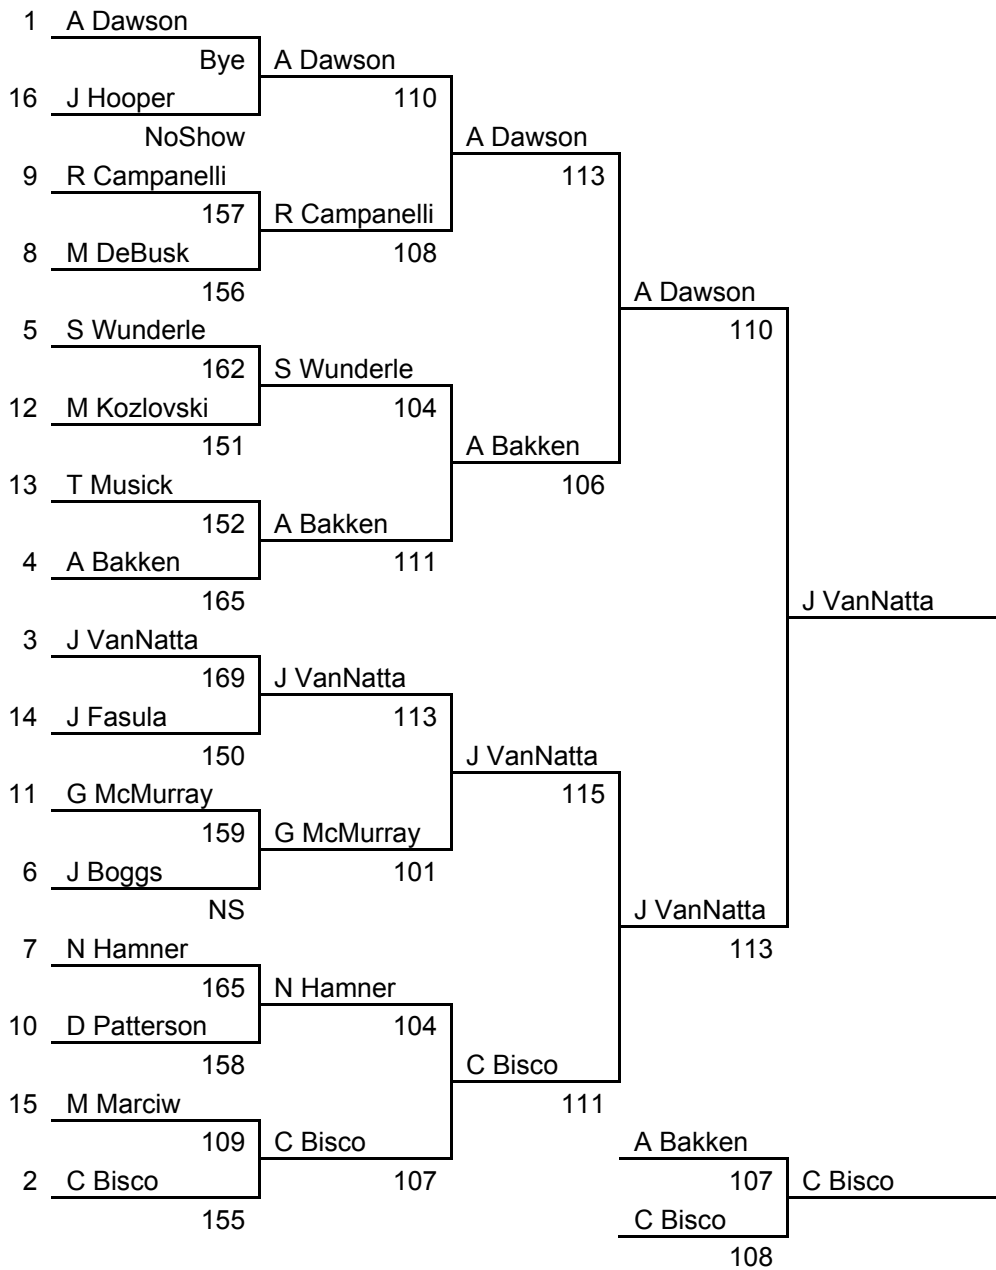 1 A Dawson
Bye A Dawson
16 J Hooper 110
NoShow A Dawson
9 R Campanelli 113
157 R Campanelli
8 M DeBusk 108
156 A Dawson
5 S Wunderle 110
162 S Wunderle
12 M Kozlovski 104
151 A Bakken
13 T Musick 106
152 A Bakken
4 A Bakken 111
165 J VanNatta
3 J VanNatta
169 J VanNatta
14 J Fasula 113
150 J VanNatta
11 G McMurray 115
159 G McMurray
6 J Boggs 101
NS J VanNatta
7 N Hamner 113
165 N Hamner
10 D Patterson 104
158 C Bisco
15 M Marciw 111
109 C Bisco A Bakken
2 C Bisco 107 107 C Bisco
155 C Bisco
108